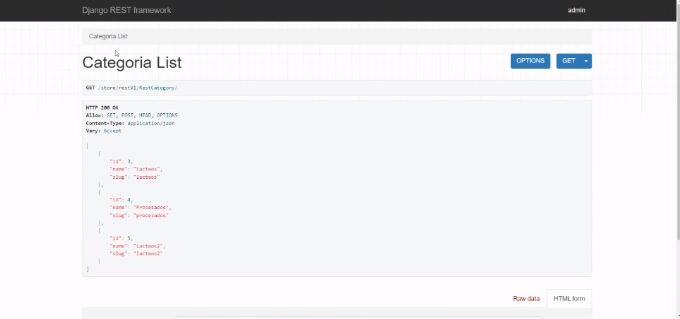 Django REST framework
admin
Categoria List
Categoria List
OPTIONS
GET
GET /store/restV1/RestCategory/
HTTP 200 OK
Allow: GET, POST, HEAD, OPTIONS
Content-Type: application/json
Vary: Accept
[
{
"id": 3,
"name": "Lacteos",
"slug": "lacteos"
},
{
"id": 4,
"name": "Procesados",
"slug": "procesados"
},
{
"id": 5,
"name": "Lacteos2",
"slug": "lacteos2"
}
]
Raw data
HTML form